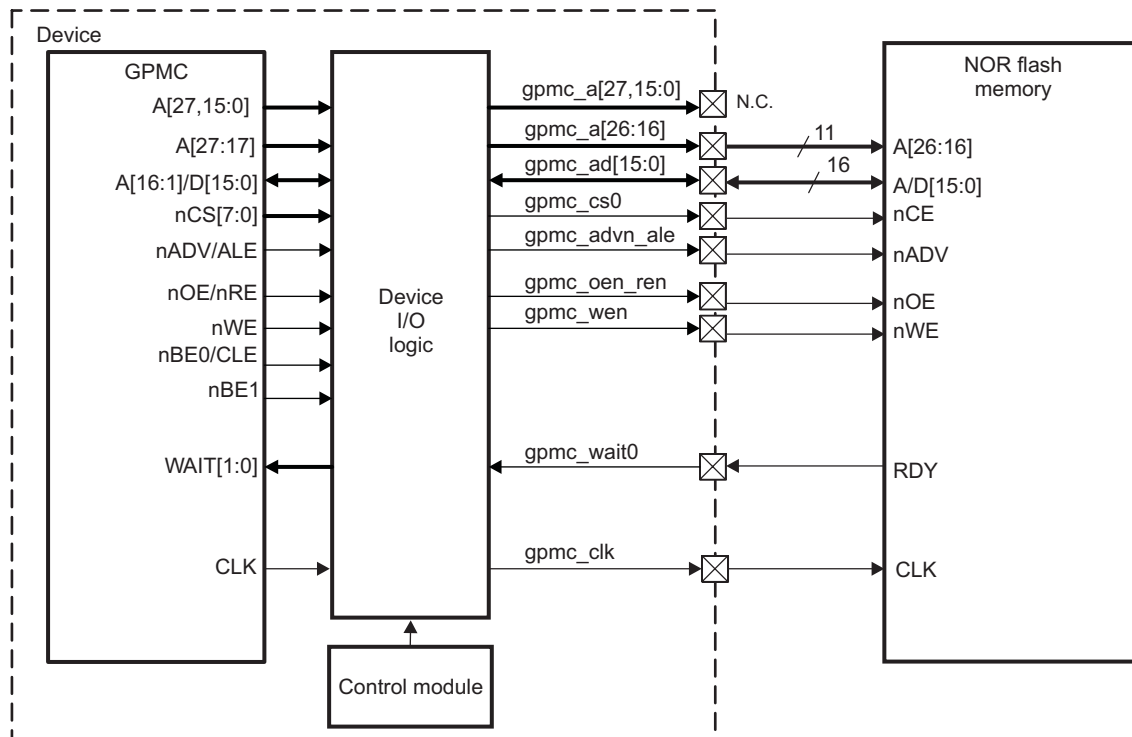 Device
GPMC
NOR flash
memory
A[27,15:0]
gpmc_a[27,15:0]
N.C.
A[27:17]
gpmc_a[26:16]
11
A[26:16]
A[16:1]/D[15:0]
gpmc_ad[15:0]
16
A/D[15:0]
nCS[7:0]
gpmc_cs0
nCE
nADV/ALE
gpmc_advn_ale
nADV
nOE/nRE
gpmc_oen_ren
nOE
nWE
gpmc_wen
nWE
Device
I/O
logic
nBE0/CLE
nBE1
WAIT[1:0]
gpmc_wait0
RDY
CLK
gpmc_clk
CLK
Control module